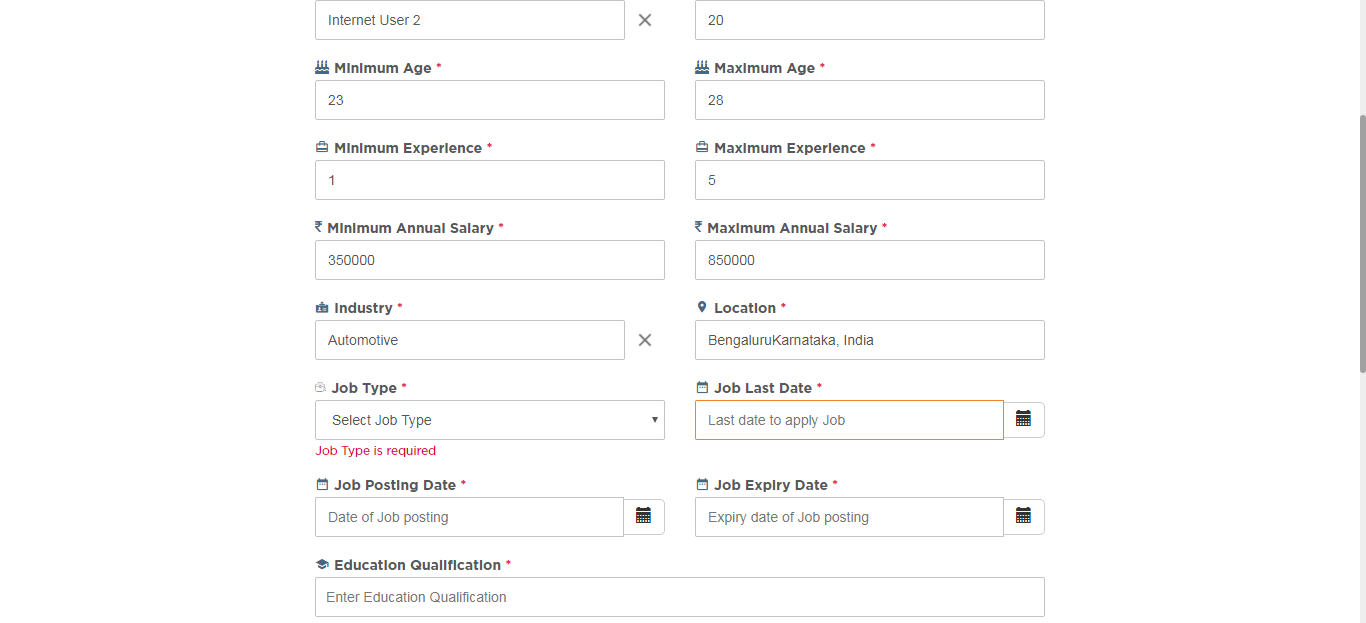 Internet User 2
20
Minimum Age *
Maximum Age *
23
28
Minimum Experience *
Maximum Experience *
1
5
₹ Minimum Annual Salary *
₹ Maximum Annual Salary *
350000
850000
Industry *
Location *
Automotive
BengaluruKarnataka, India
Job Type *
Job Last Date *
Select Job Type
Last date to apply Job
Job Type is required
Job Posting Date *
Job Expiry Date *
Date of Job posting
Expiry date of Job posting
Education Qualification *
Enter Education Qualification